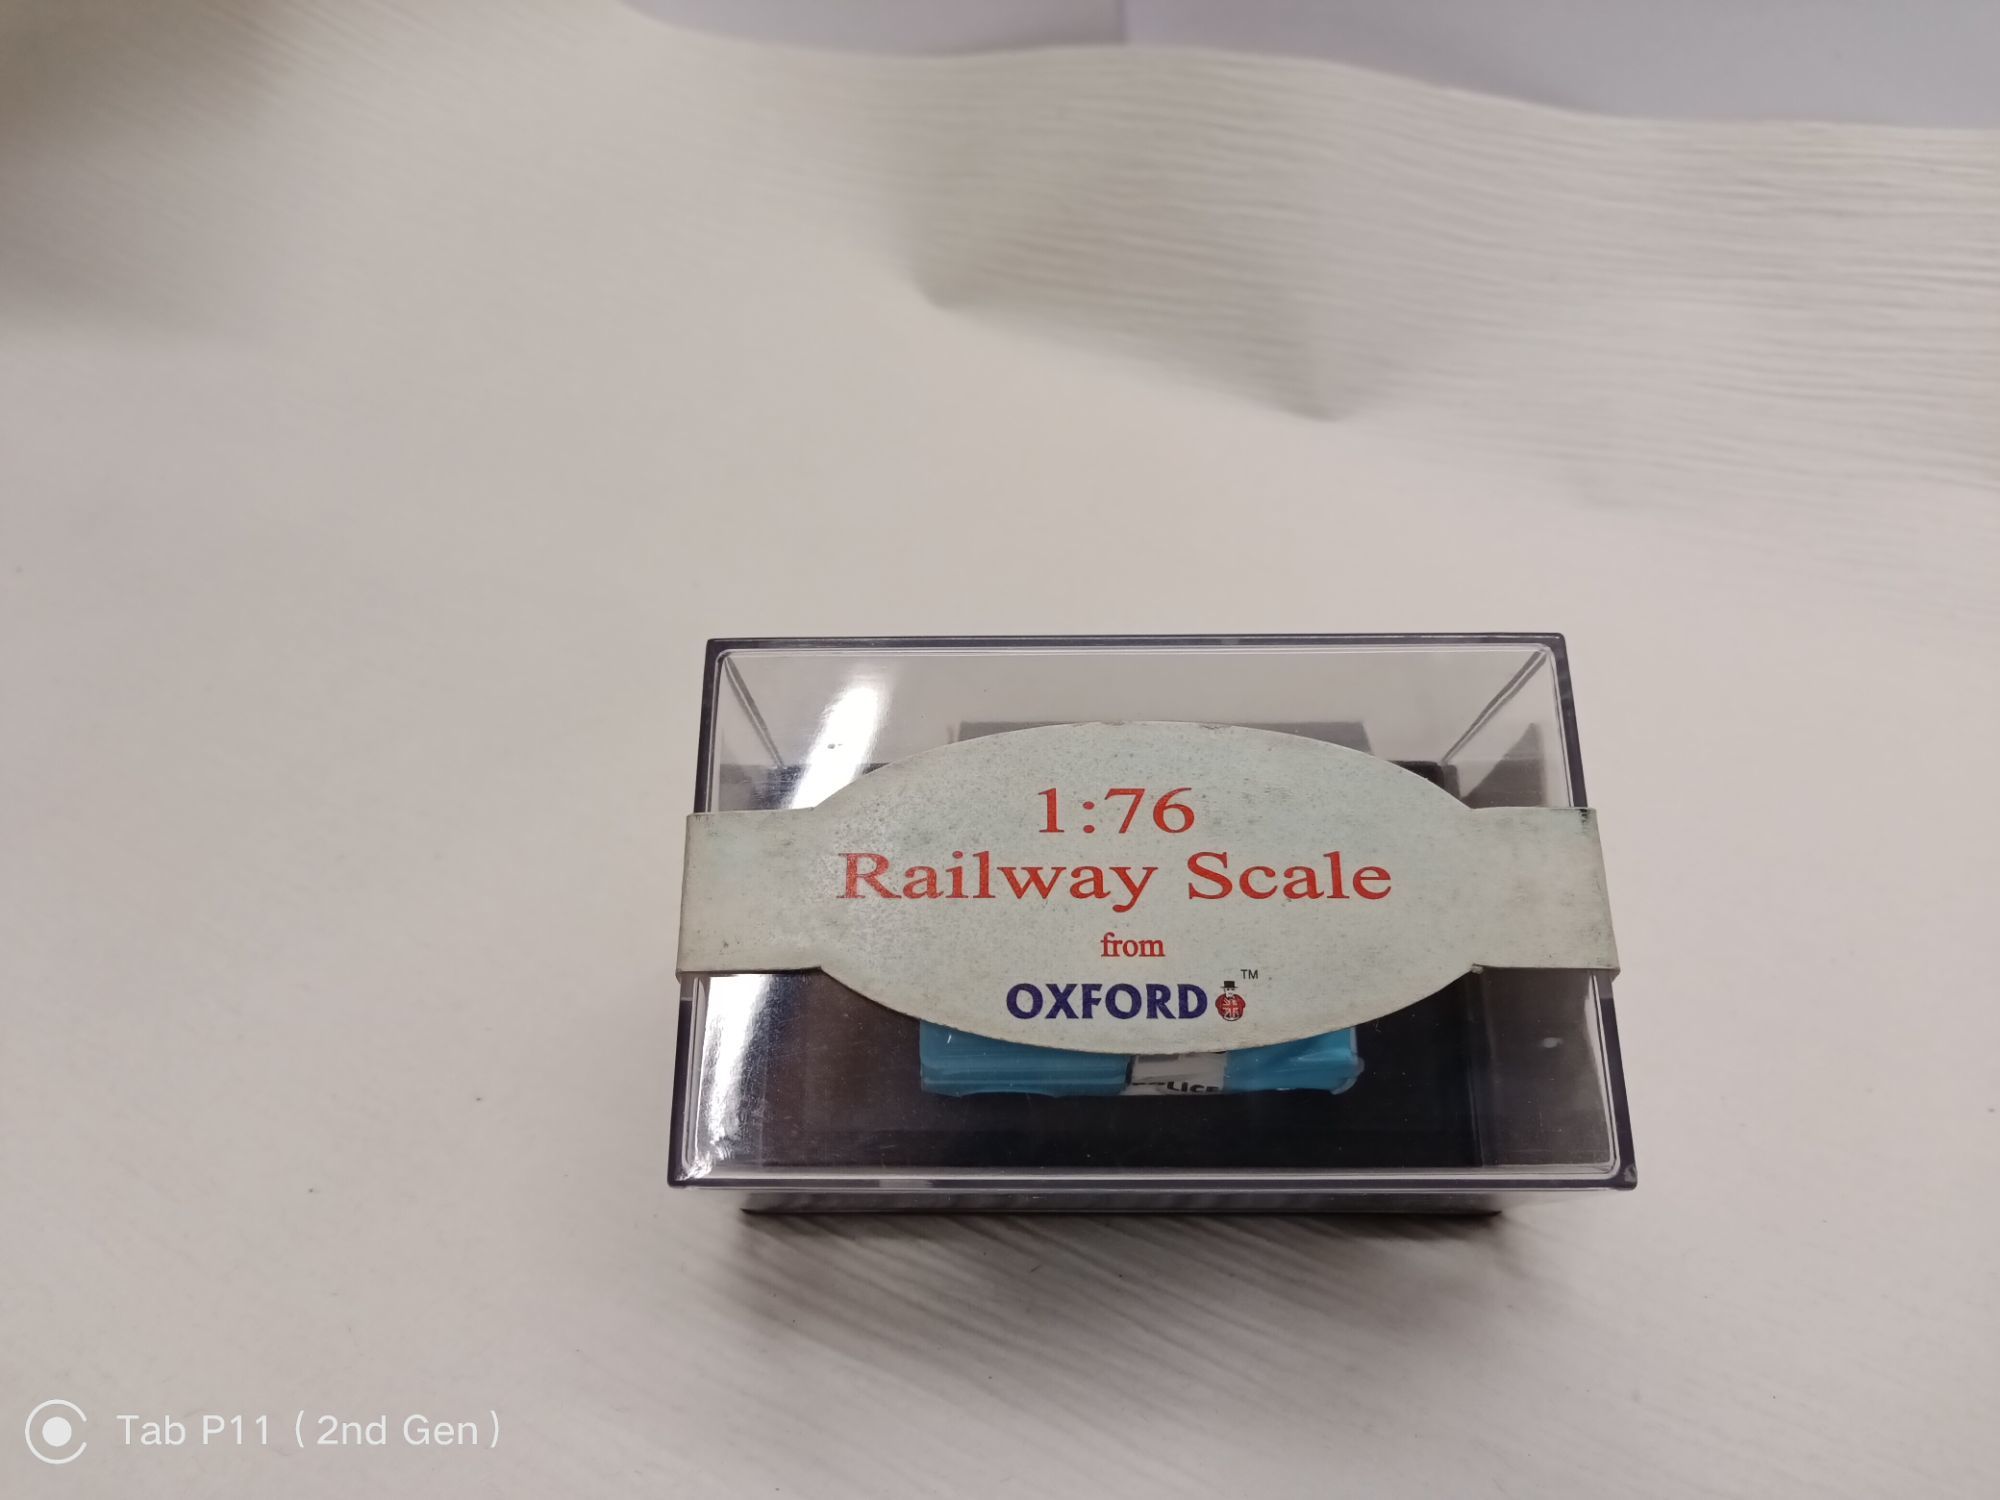 1:76
Railway Scale
from
OXFORD™
Tab P11 (2nd Gen)